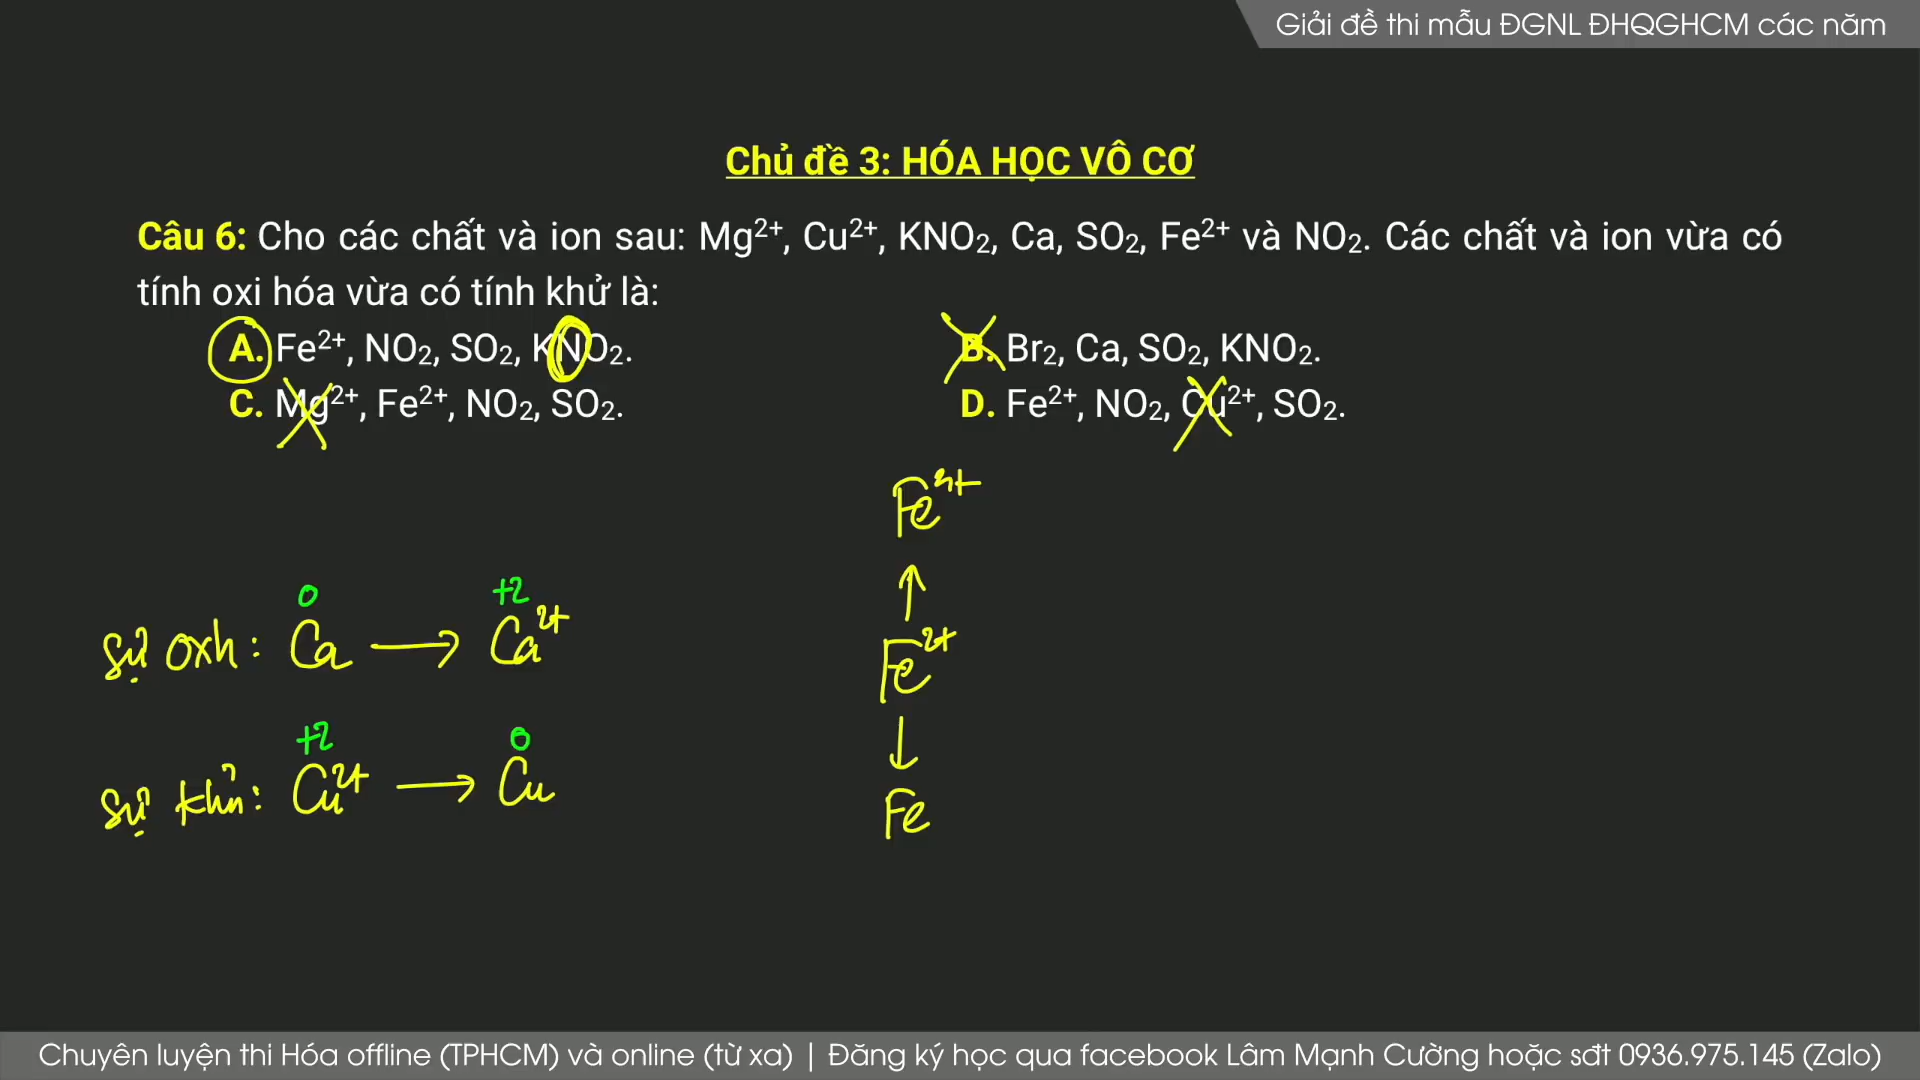 Giải đề thi mẫu ĐGNL ĐHQGHCM các năm
Chủ đề 3: HÓA HỌC VÔ CƠ
Câu 6: Cho các chất và ion sau: Mg²⁺, Cu²⁺, KNO₂, Ca, SO₂, Fe²⁺ và NO₂. Các chất và ion vừa có
tính oxi hóa vừa có tính khử là:
A. Fe²⁺, NO₂, SO₂, KNO₂.
B. Br₂, Ca, SO₂, KNO₂.
C. Mg²⁺, Fe²⁺, NO₂, SO₂.
D. Fe²⁺, NO₂, Cu²⁺, SO₂.
Fe³⁺
↑
Fe²⁺
↓
Fe
0 +2
sự oxh: Ca → Ca²⁺
+2 0
sự khử: Cu²⁺ → Cu
Chuyên luyện thi Hóa offline (TPHCM) và online (từ xa) | Đăng ký học qua facebook Lâm Mạnh Cường hoặc sđt 0936.975.145 (Zalo)